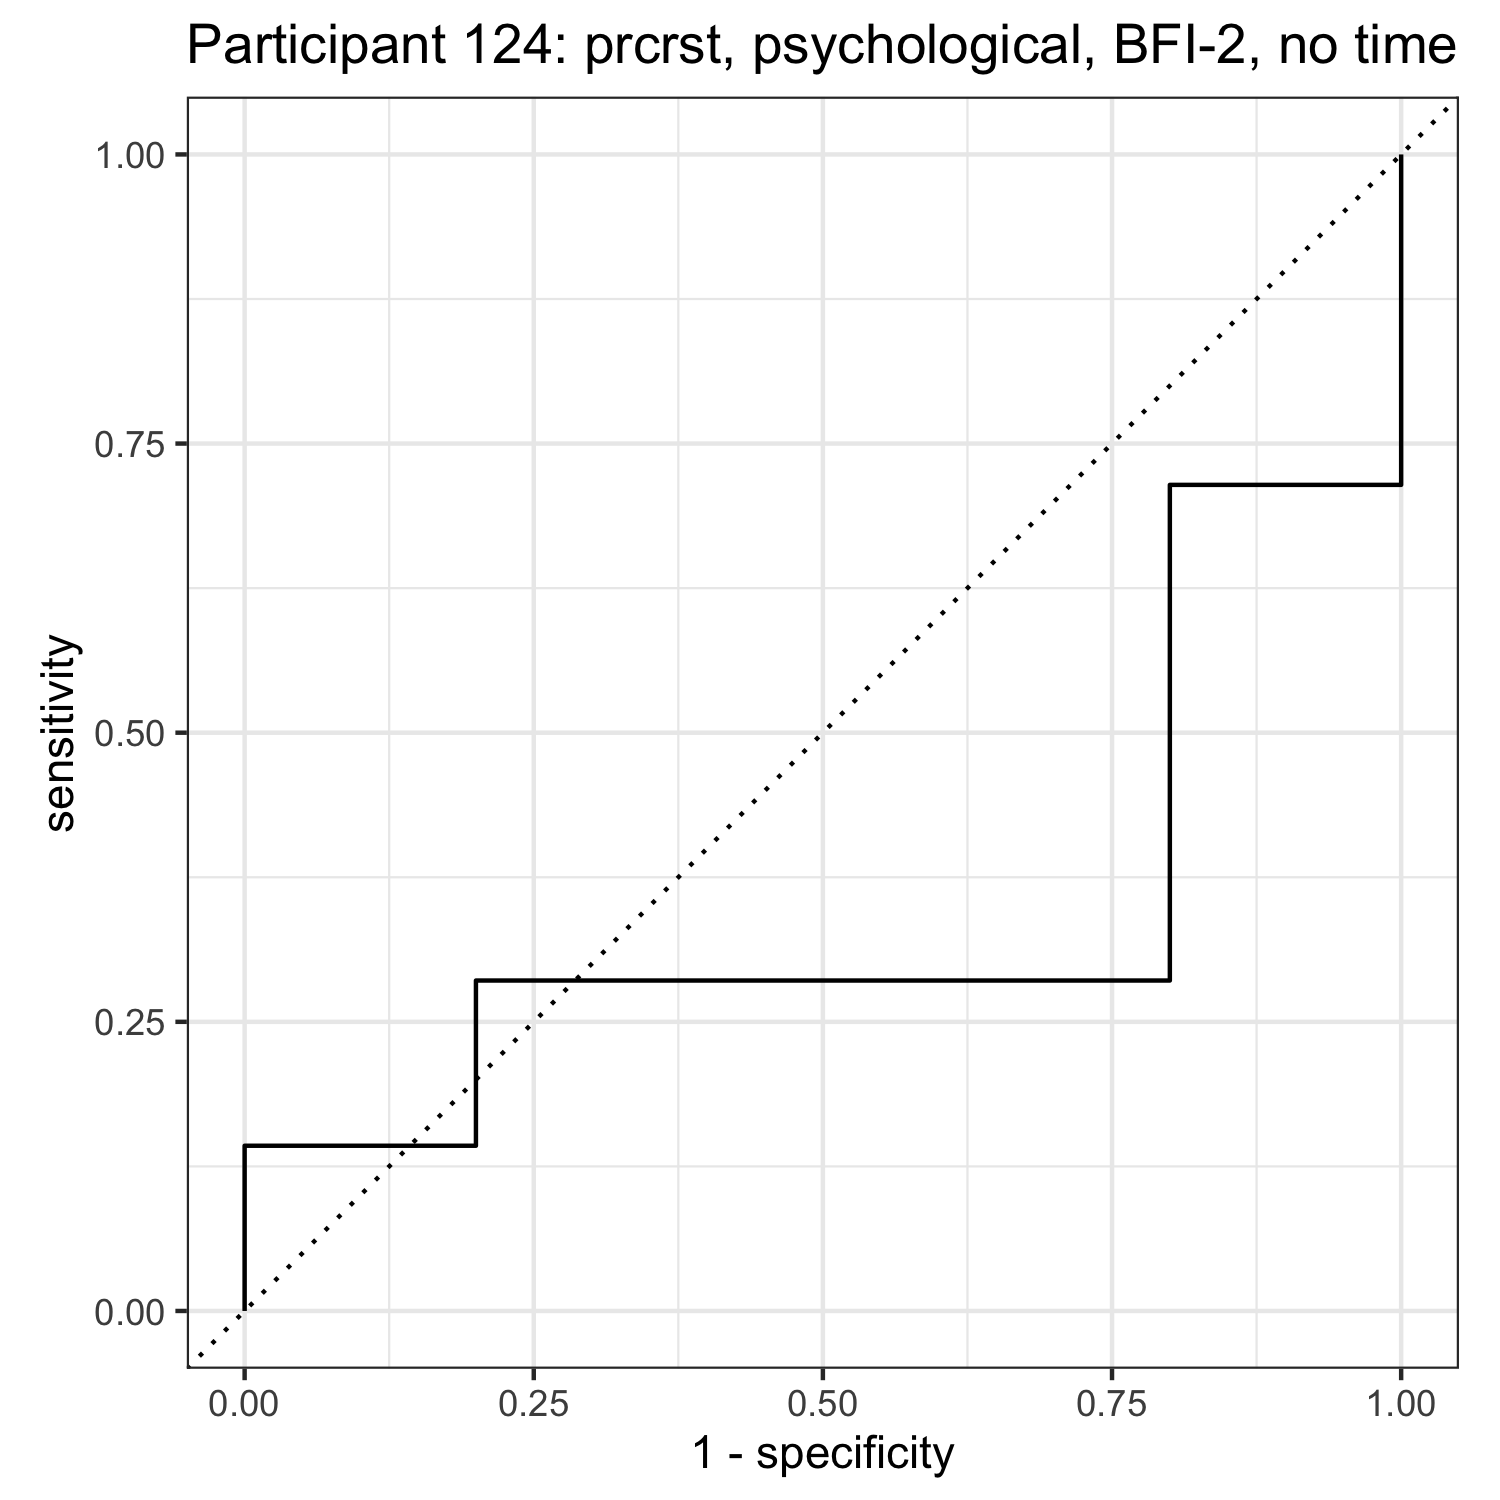 Participant 124: prcrst, psychological, BFI-2, no time
1.00
0.75
0.50
0.25
0.00
sensitivity
0.00 0.25 0.50 0.75 1.00
1 - specificity